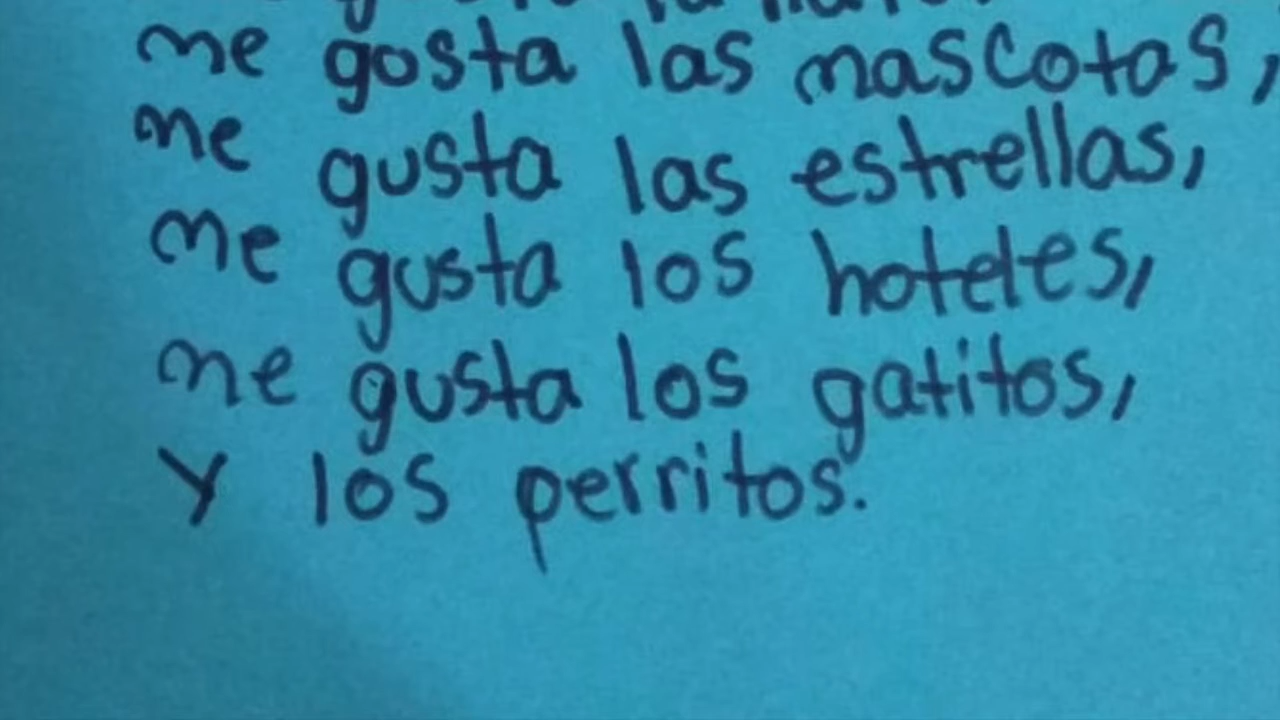 me gosta las mascotas,
me gusta las estrellas,
me gusta los hoteles,
me gusta los gatitos,
y los perritos.